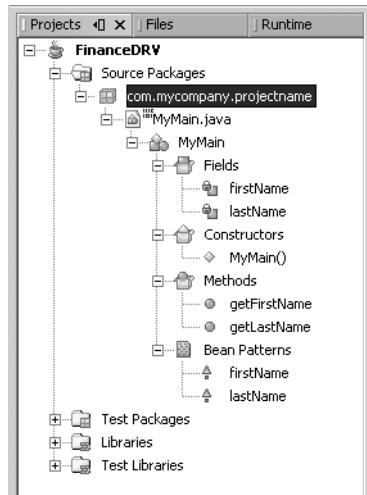 Projects Files Runtime
FinanceDRV
Source Packages
com.mycompany.projectname
MyMain.java
MyMain
Fields
firstName
lastName
Constructors
MyMain()
Methods
getFirstName
getLastName
Bean Patterns
firstName
lastName
Test Packages
Libraries
Test Libraries